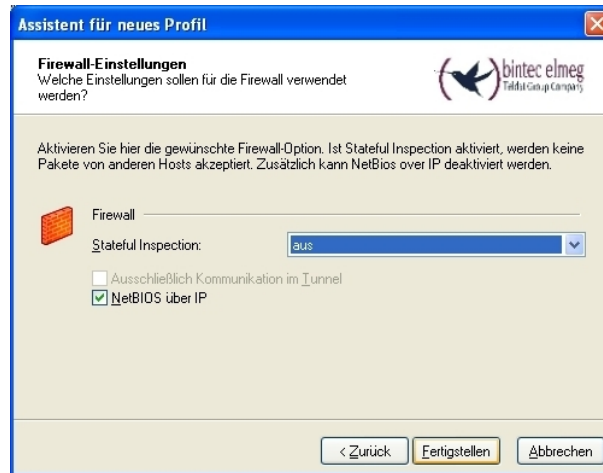 Assistent für neues Profil
Firewall-Einstellungen
Welche Einstellungen sollen für die Firewall verwendet
werden?
bintec elmeg
Teldat Group Company
Aktivieren Sie hier die gewünschte Firewall-Option. Ist Stateful Inspection aktiviert, werden keine
Pakete von anderen Hosts akzeptiert. Zusätzlich kann NetBios over IP deaktiviert werden.
Firewall
Stateful Inspection: aus
Ausschließlich Kommunikation im Tunnel
NetBIOS über IP
< Zurück Fertigstellen Abbrechen